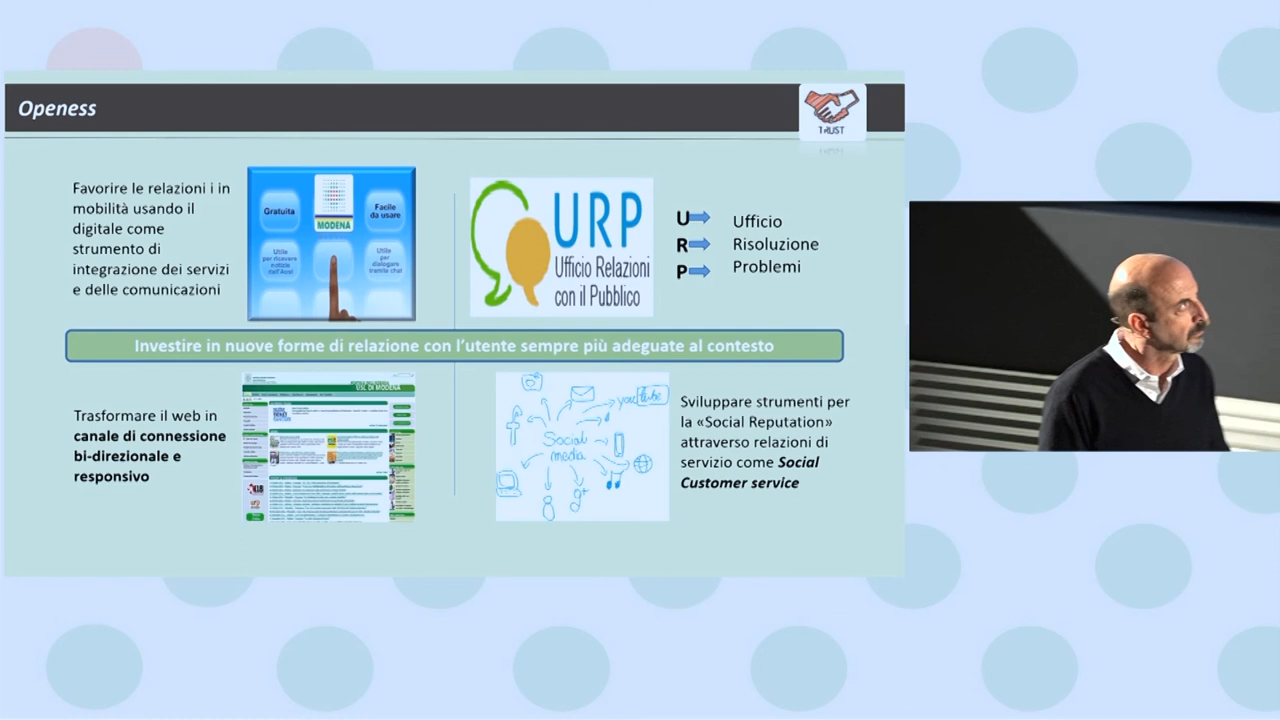 Openess
TRUST
Favorire le relazioni i in
mobilità usando il
digitale come
strumento di
integrazione dei servizi
e delle comunicazioni
Gratuita
MODENA
Facile
da usare
Utile
per ricevere
notizie
dall'Ausl
Utile
per
dialogare
tramite chat
URP
Ufficio Relazioni
con il Pubblico
U
R
P
Ufficio
Risoluzione
Problemi
Investire in nuove forme di relazione con l'utente sempre più adeguate al contesto
Trasformare il web in
canale di connessione
bi-direzionale e
responsivo
USL DI MODENA
youtube
Social
media
g+
Sviluppare strumenti per
la «Social Reputation»
attraverso relazioni di
servizio come Social
Customer service